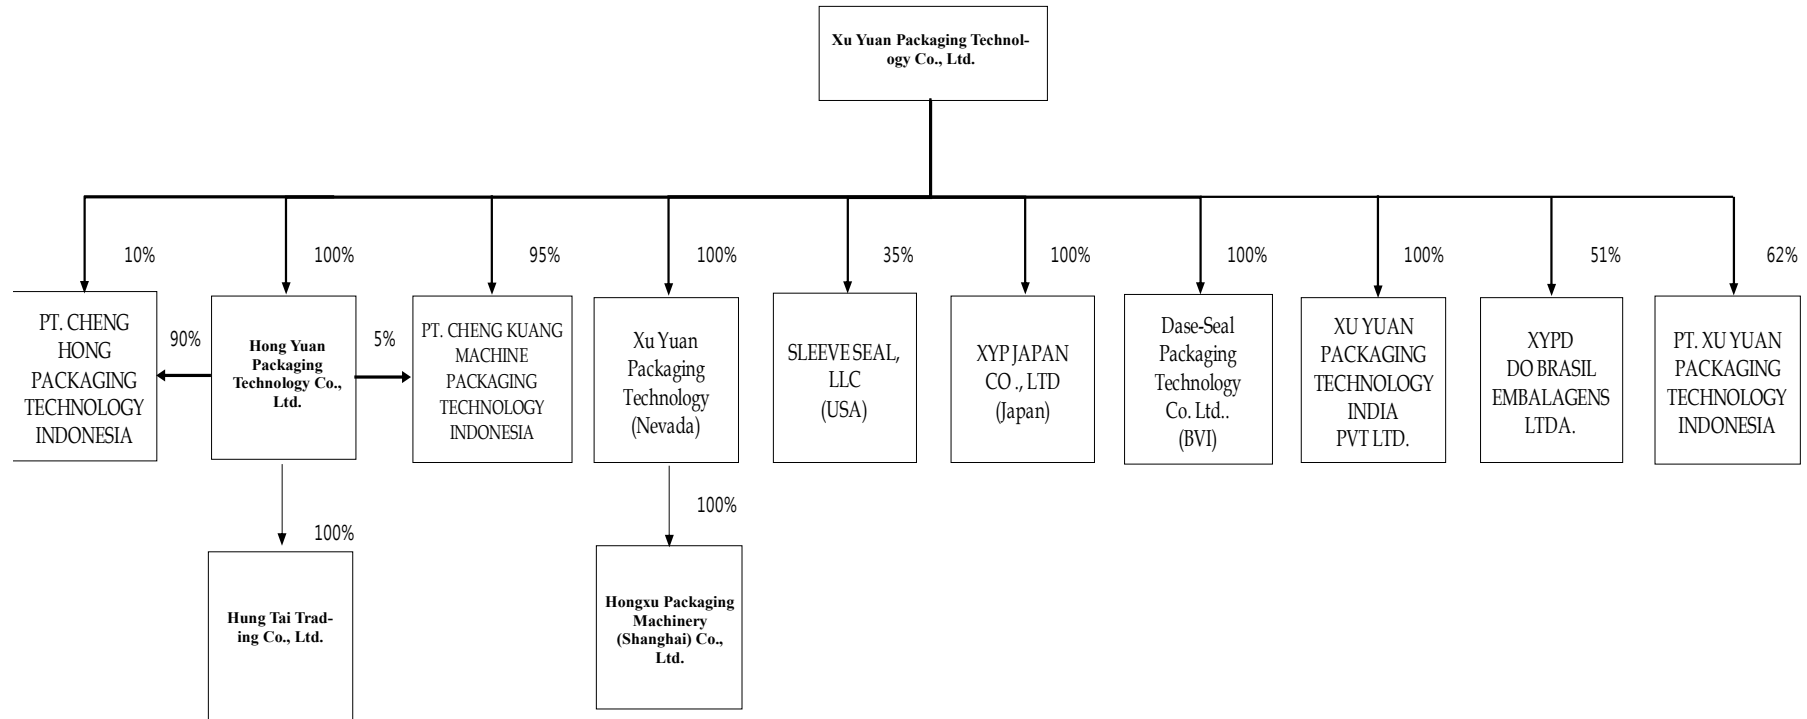 Xu Yuan Packaging Technol-
ogy Co., Ltd.
10%
100%
95%
100%
35%
100%
100%
100%
51%
62%
PT. CHENG
HONG
PACKAGING
TECHNOLOGY
INDONESIA
90%
Hong Yuan
Packaging
Technology Co.,
Ltd.
5%
PT. CHENG KUANG
MACHINE
PACKAGING
TECHNOLOGY
INDONESIA
Xu Yuan
Packaging
Technology
(Nevada)
SLEEVE SEAL,
LLC
(USA)
XYP JAPAN
CO ., LTD
(Japan)
Dase-Seal
Packaging
Technology
Co. Ltd..
(BVI)
XU YUAN
PACKAGING
TECHNOLOGY
INDIA
PVT LTD.
XYPD
DO BRASIL
EMBALAGENS
LTDA.
PT. XU YUAN
PACKAGING
TECHNOLOGY
INDONESIA
100%
100%
Hung Tai Trad-
ing Co., Ltd.
Hongxu Packaging
Machinery
(Shanghai) Co.,
Ltd.